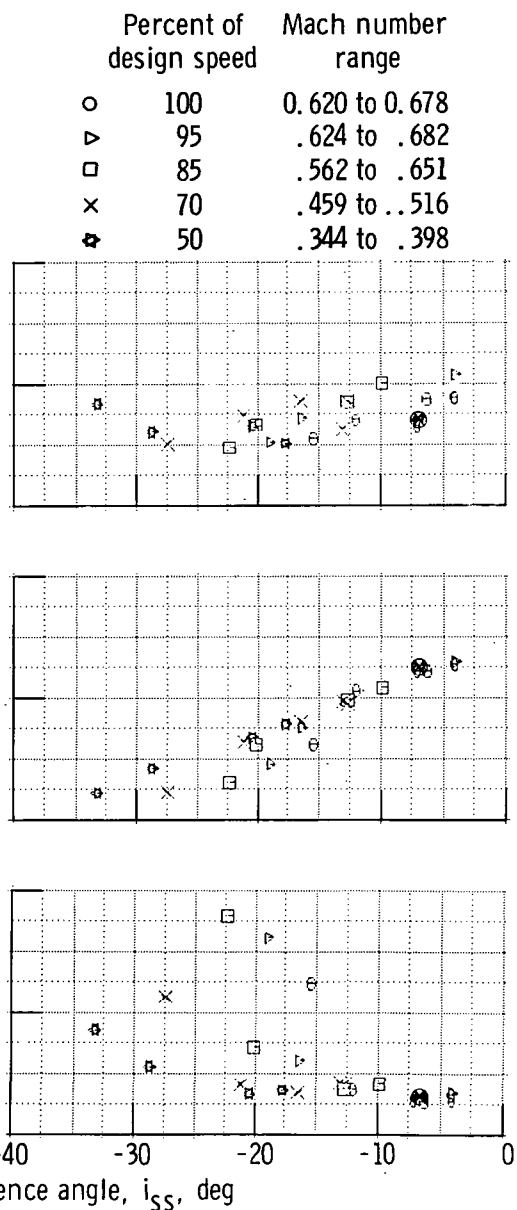 Percent of Mach number
design speed range
100 0.620 to 0.678
95 .624 to .682
85 .562 to .651
70 .459 to ..516
50 .344 to .398
-40 -30 -20 -10 0
ence angle, iss, deg